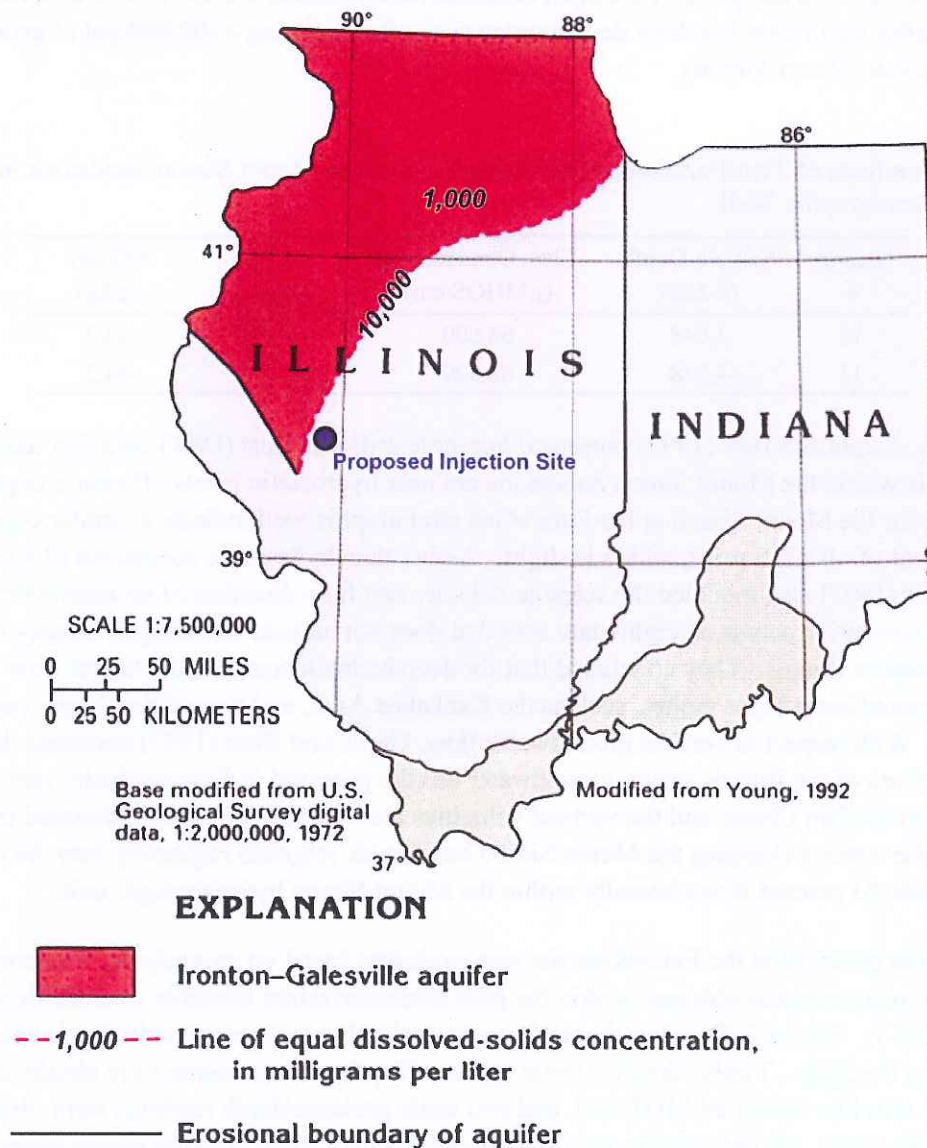 90°
88°
86°
1,000
41°
10,000
ILLINOIS
INDIANA
Proposed Injection Site
39°
SCALE 1:7,500,000
0 25 50 MILES
0 25 50 KILOMETERS
Base modified from U.S.
Geological Survey digital
data, 1:2,000,000, 1972
Modified from Young, 1992
37°
EXPLANATION
Ironton–Galesville aquifer
1,000
Line of equal dissolved-solids concentration,
in milligrams per liter
Erosional boundary of aquifer